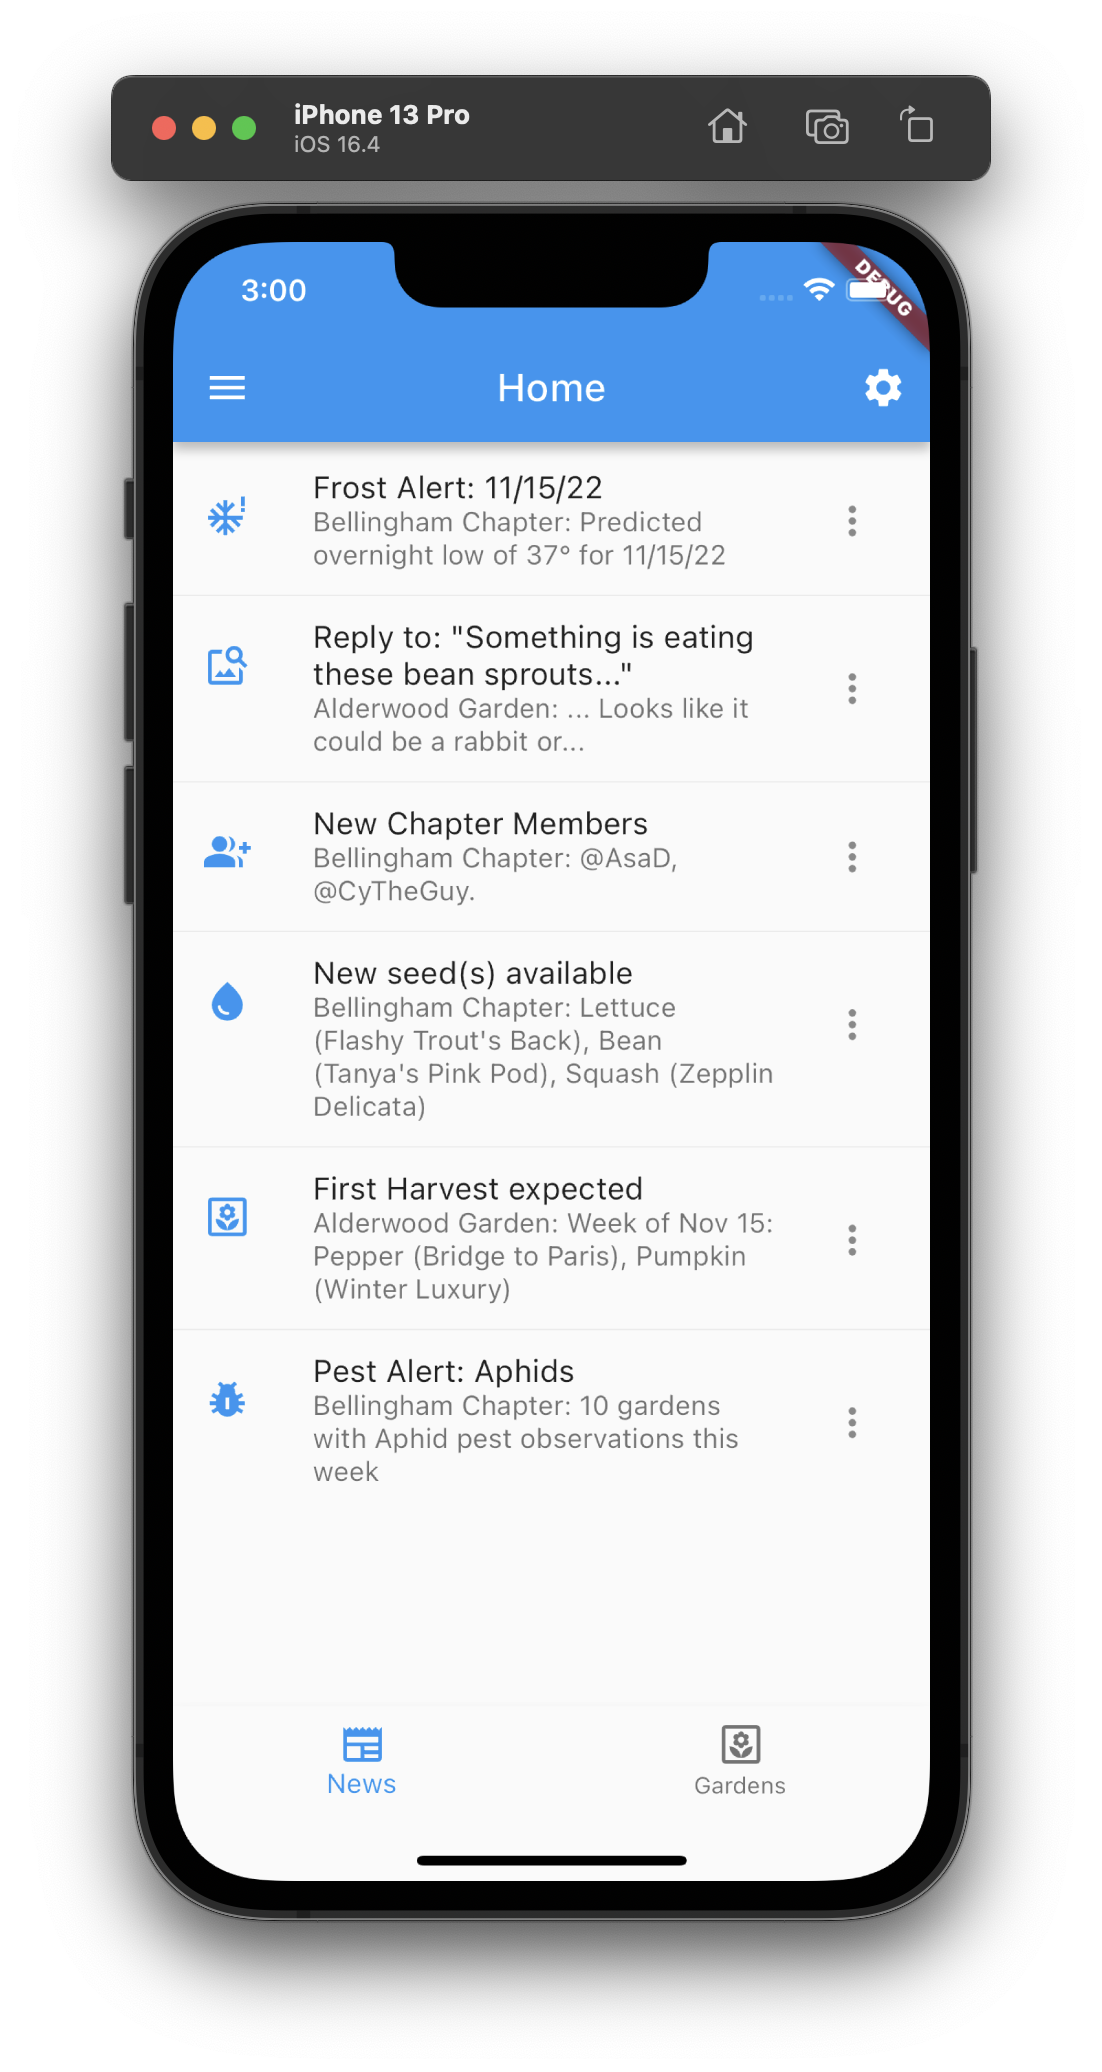 iPhone 13 Pro
iOS 16.4
3:00
DEBUG
Home
Frost Alert: 11/15/22
Bellingham Chapter: Predicted
overnight low of 37° for 11/15/22
Reply to: "Something is eating
these bean sprouts..."
Alderwood Garden: ... Looks like it
could be a rabbit or...
New Chapter Members
Bellingham Chapter: @AsaD,
@CyTheGuy.
New seed(s) available
Bellingham Chapter: Lettuce
(Flashy Trout's Back), Bean
(Tanya's Pink Pod), Squash (Zepplin
Delicata)
First Harvest expected
Alderwood Garden: Week of Nov 15:
Pepper (Bridge to Paris), Pumpkin
(Winter Luxury)
Pest Alert: Aphids
Bellingham Chapter: 10 gardens
with Aphid pest observations this
week
News
Gardens